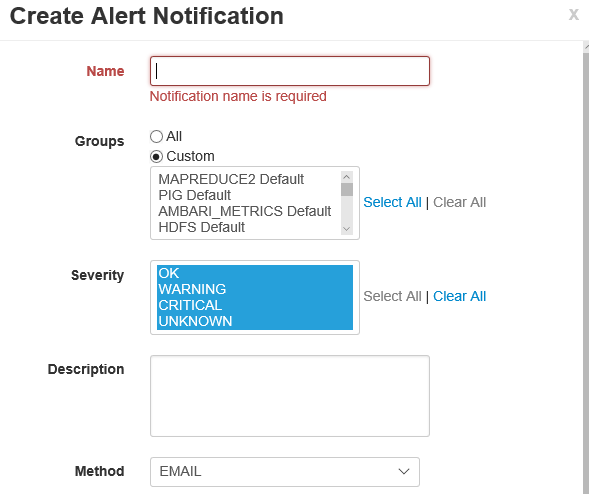 Create Alert Notification
x
Name
Notification name is required
Groups
All
Custom
MAPREDUCE2 Default
PIG Default
AMBARI_METRICS Default
HDFS Default
Select All | Clear All
Severity
OK
WARNING
CRITICAL
UNKNOWN
Select All | Clear All
Description
Method
EMAIL